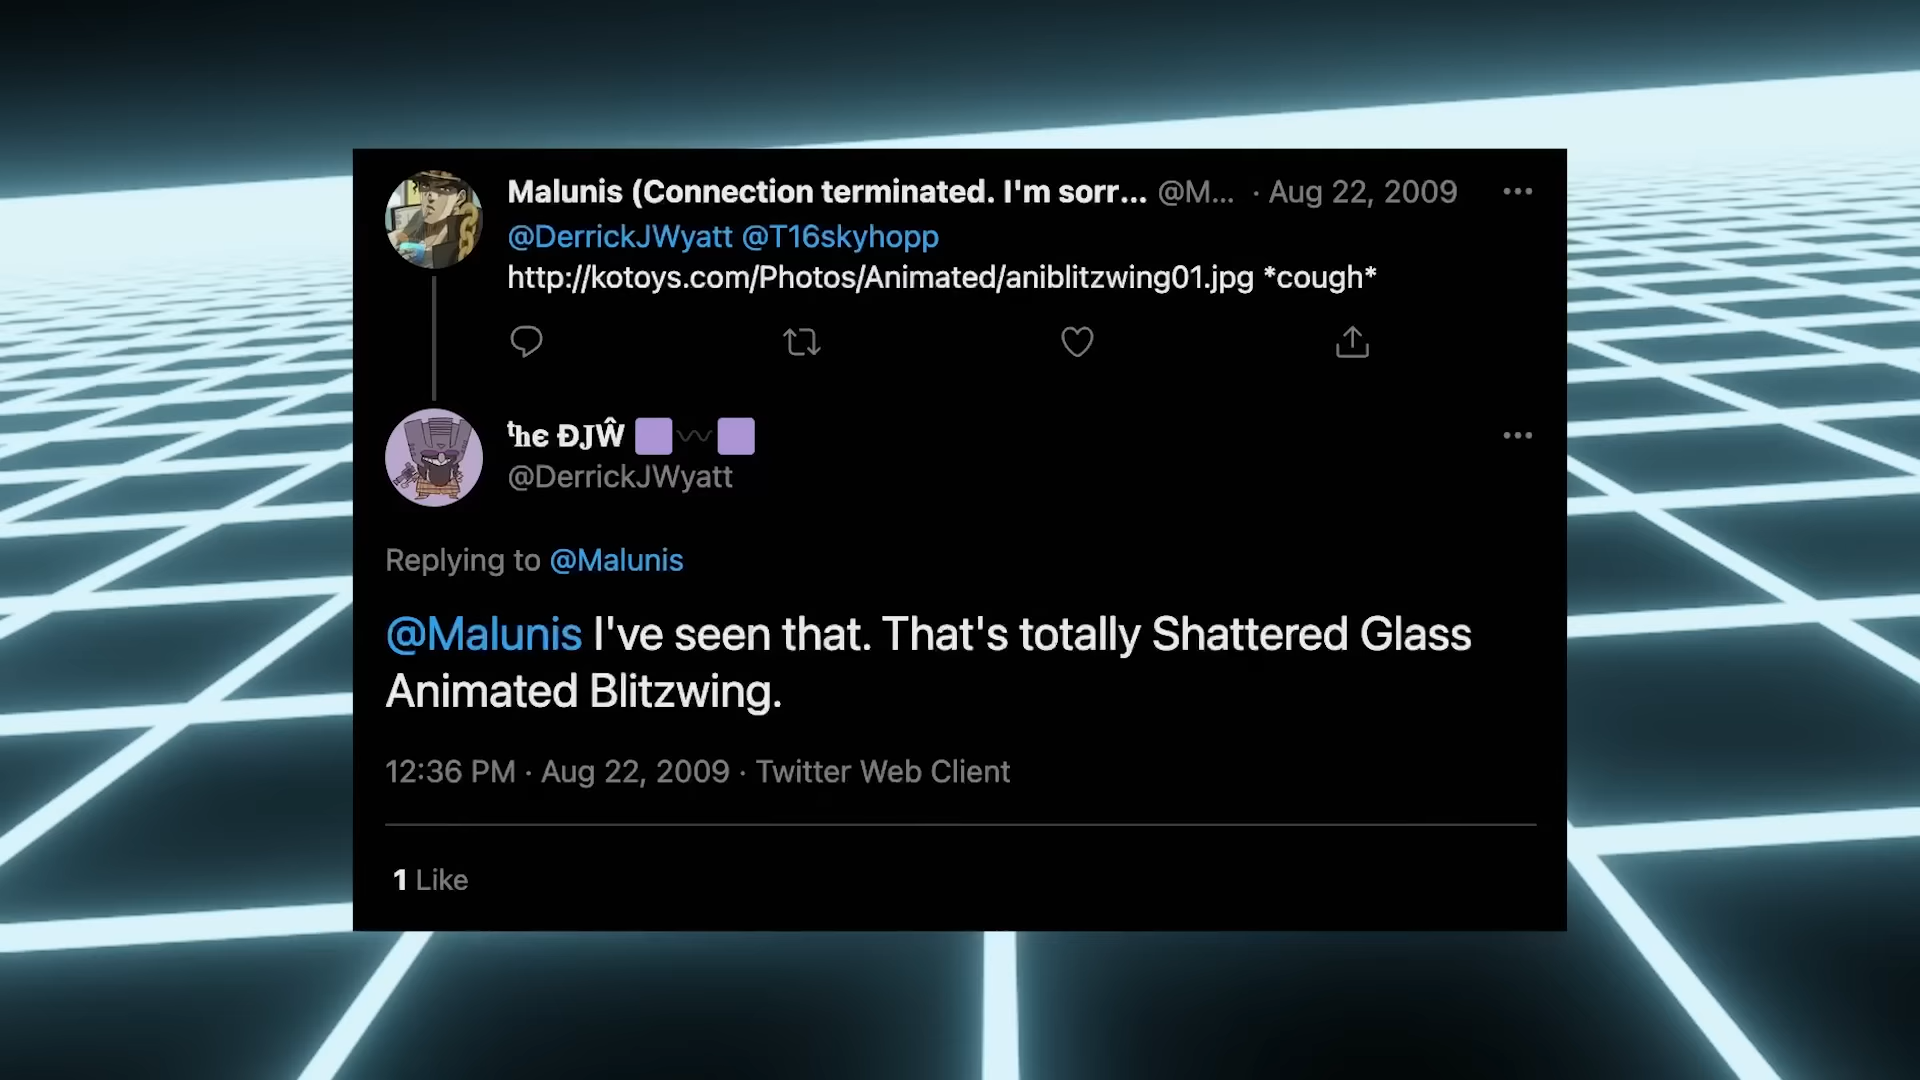 Malunis (Connection terminated. I'm sorr... @M... · Aug 22, 2009
@DerrickJWyatt @T16skyhopp
http://kotoys.com/Photos/Animated/aniblitzwing01.jpg *cough*
ᵗhє ĐJŴ 🟪〰🟪
@DerrickJWyatt
Replying to @Malunis
@Malunis I've seen that. That's totally Shattered Glass
Animated Blitzwing.
12:36 PM · Aug 22, 2009 · Twitter Web Client
1 Like